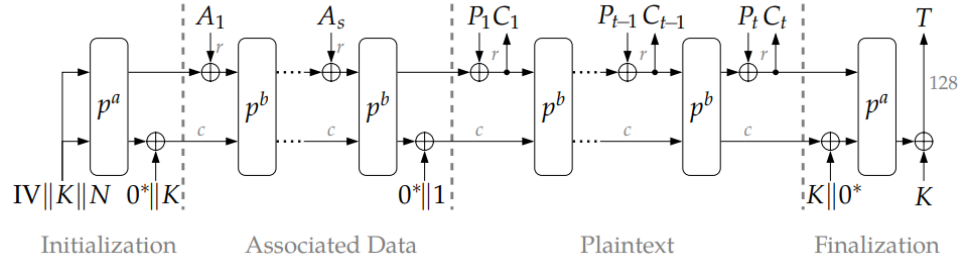 A₁ Aₛ P₁ C₁ Pₜ₋₁ Cₜ₋₁ Pₜ Cₜ T
r r r r r
128
pᵃ pᵇ pᵇ pᵇ pᵇ pᵃ
c c c c c
IV∥K∥N 0*∥K 0*∥1 K∥0* K
Initialization Associated Data Plaintext Finalization